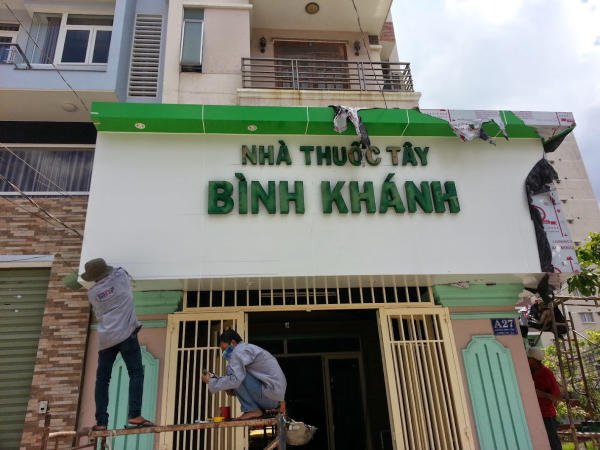 NHÀ THUỐC TÂY
BÌNH KHÁNH
A27